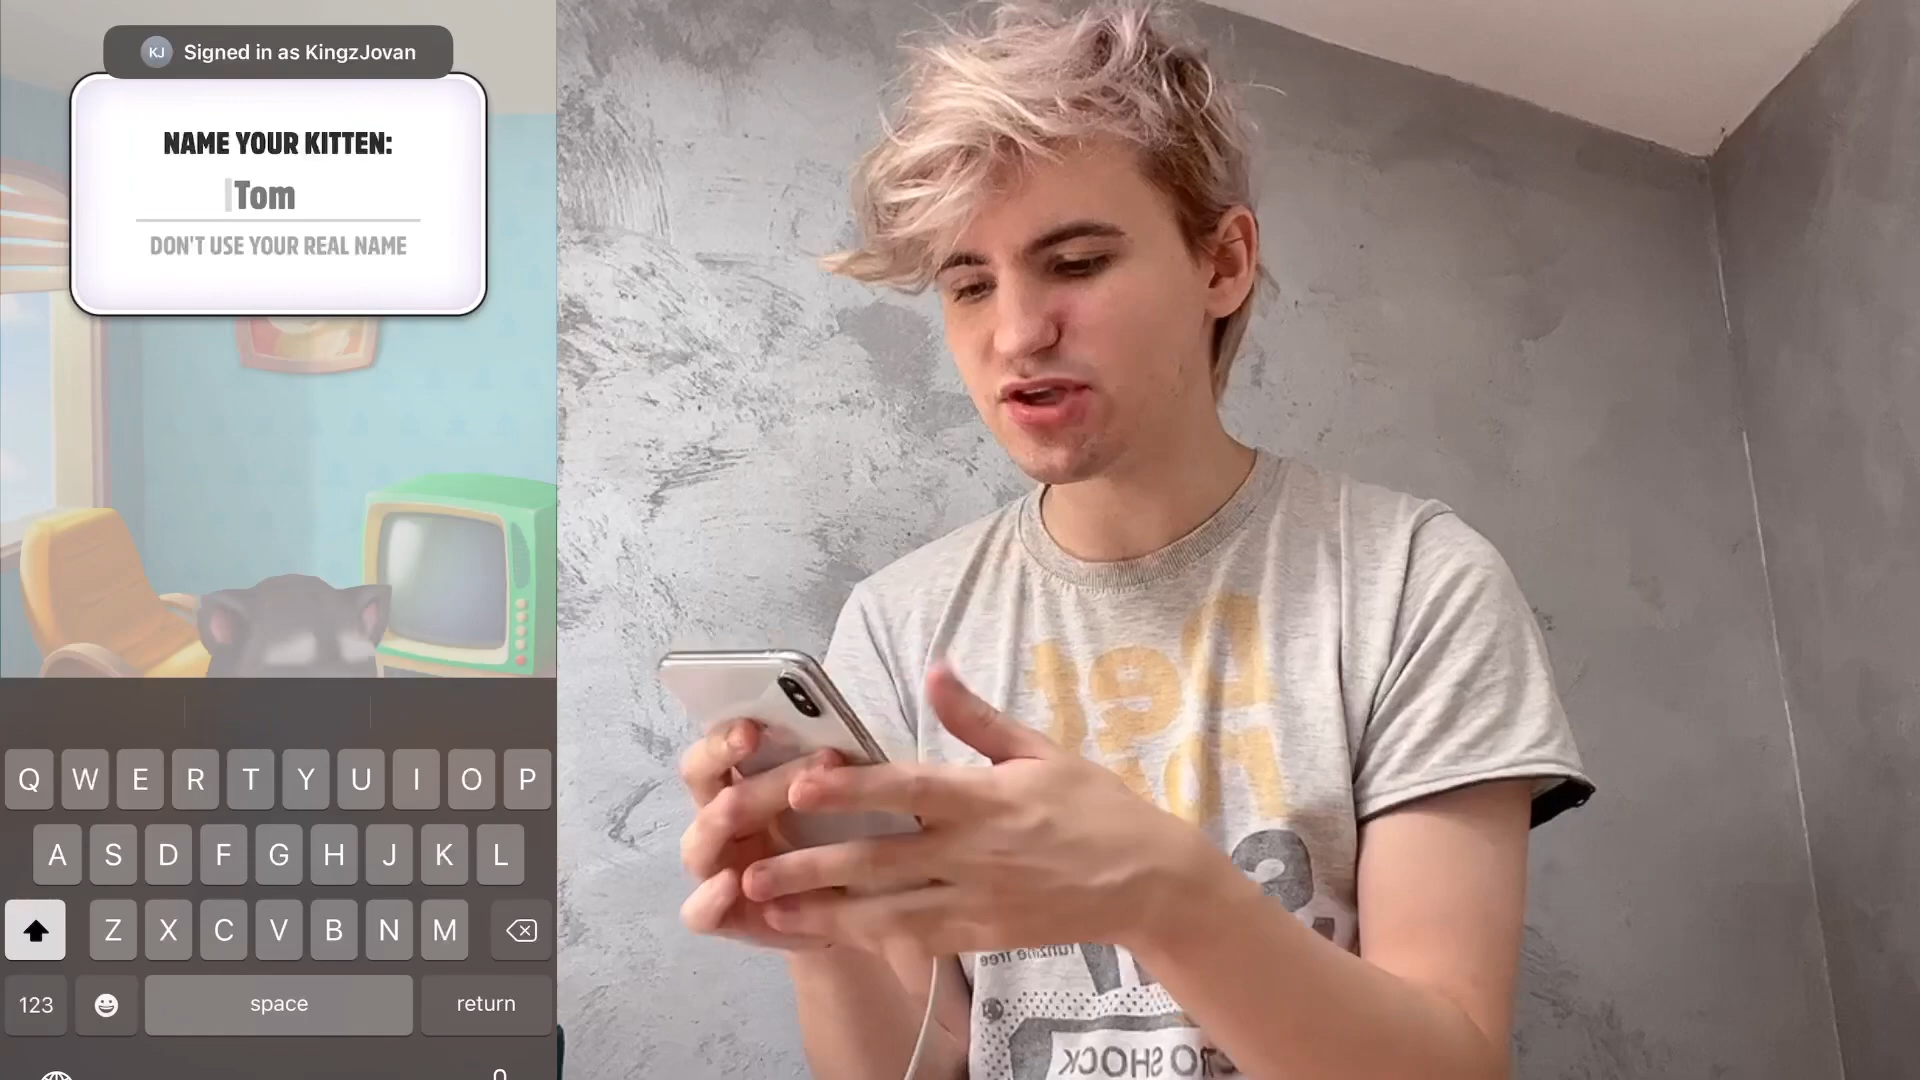 KJ Signed in as KingzJovan
NAME YOUR KITTEN:
Tom
DON'T USE YOUR REAL NAME
Q W E R T Y U I O P
A S D F G H J K L
Z X C V B N M
123 space return